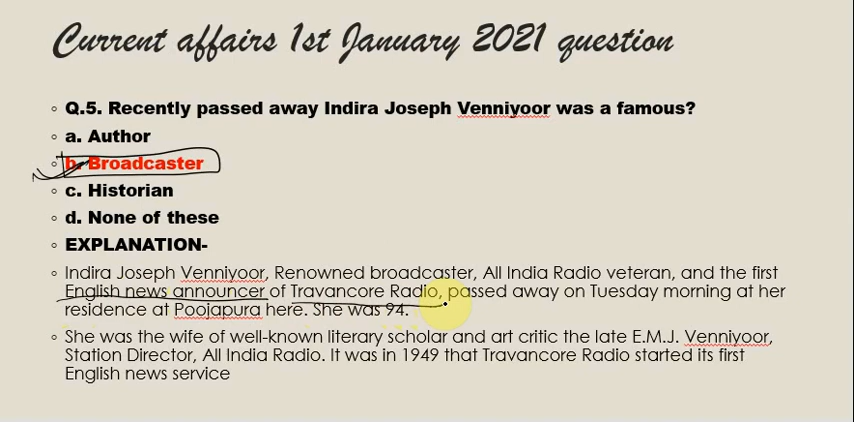 Current affairs 1st January 2021 question
Q.5. Recently passed away Indira Joseph Venniyoor was a famous?
a. Author
b. Broadcaster
c. Historian
d. None of these
EXPLANATION-
Indira Joseph Venniyoor, Renowned broadcaster, All India Radio veteran, and the first
English news announcer of Travancore Radio, passed away on Tuesday morning at her
residence at Poojapura here. She was 94.
She was the wife of well-known literary scholar and art critic the late E.M.J. Venniyoor,
Station Director, All India Radio. It was in 1949 that Travancore Radio started its first
English news service